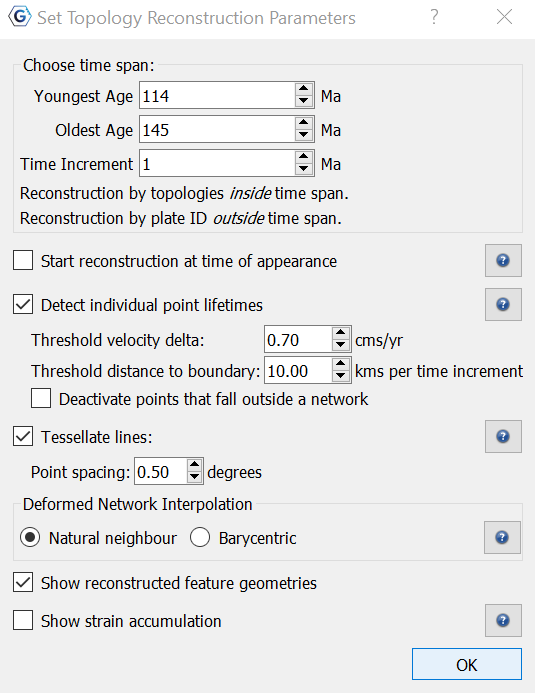 Set Topology Reconstruction Parameters ?
Choose time span:
Youngest Age 114 Ma
Oldest Age 145 Ma
Time Increment 1 Ma
Reconstruction by topologies inside time span.
Reconstruction by plate ID outside time span.
Start reconstruction at time of appearance ?
Detect individual point lifetimes ?
Threshold velocity delta: 0.70 cms/yr
Threshold distance to boundary: 10.00 kms per time increment
Deactivate points that fall outside a network
Tessellate lines: ?
Point spacing: 0.50 degrees
Deformed Network Interpolation
Natural neighbour Barycentric ?
Show reconstructed feature geometries
Show strain accumulation ?
OK